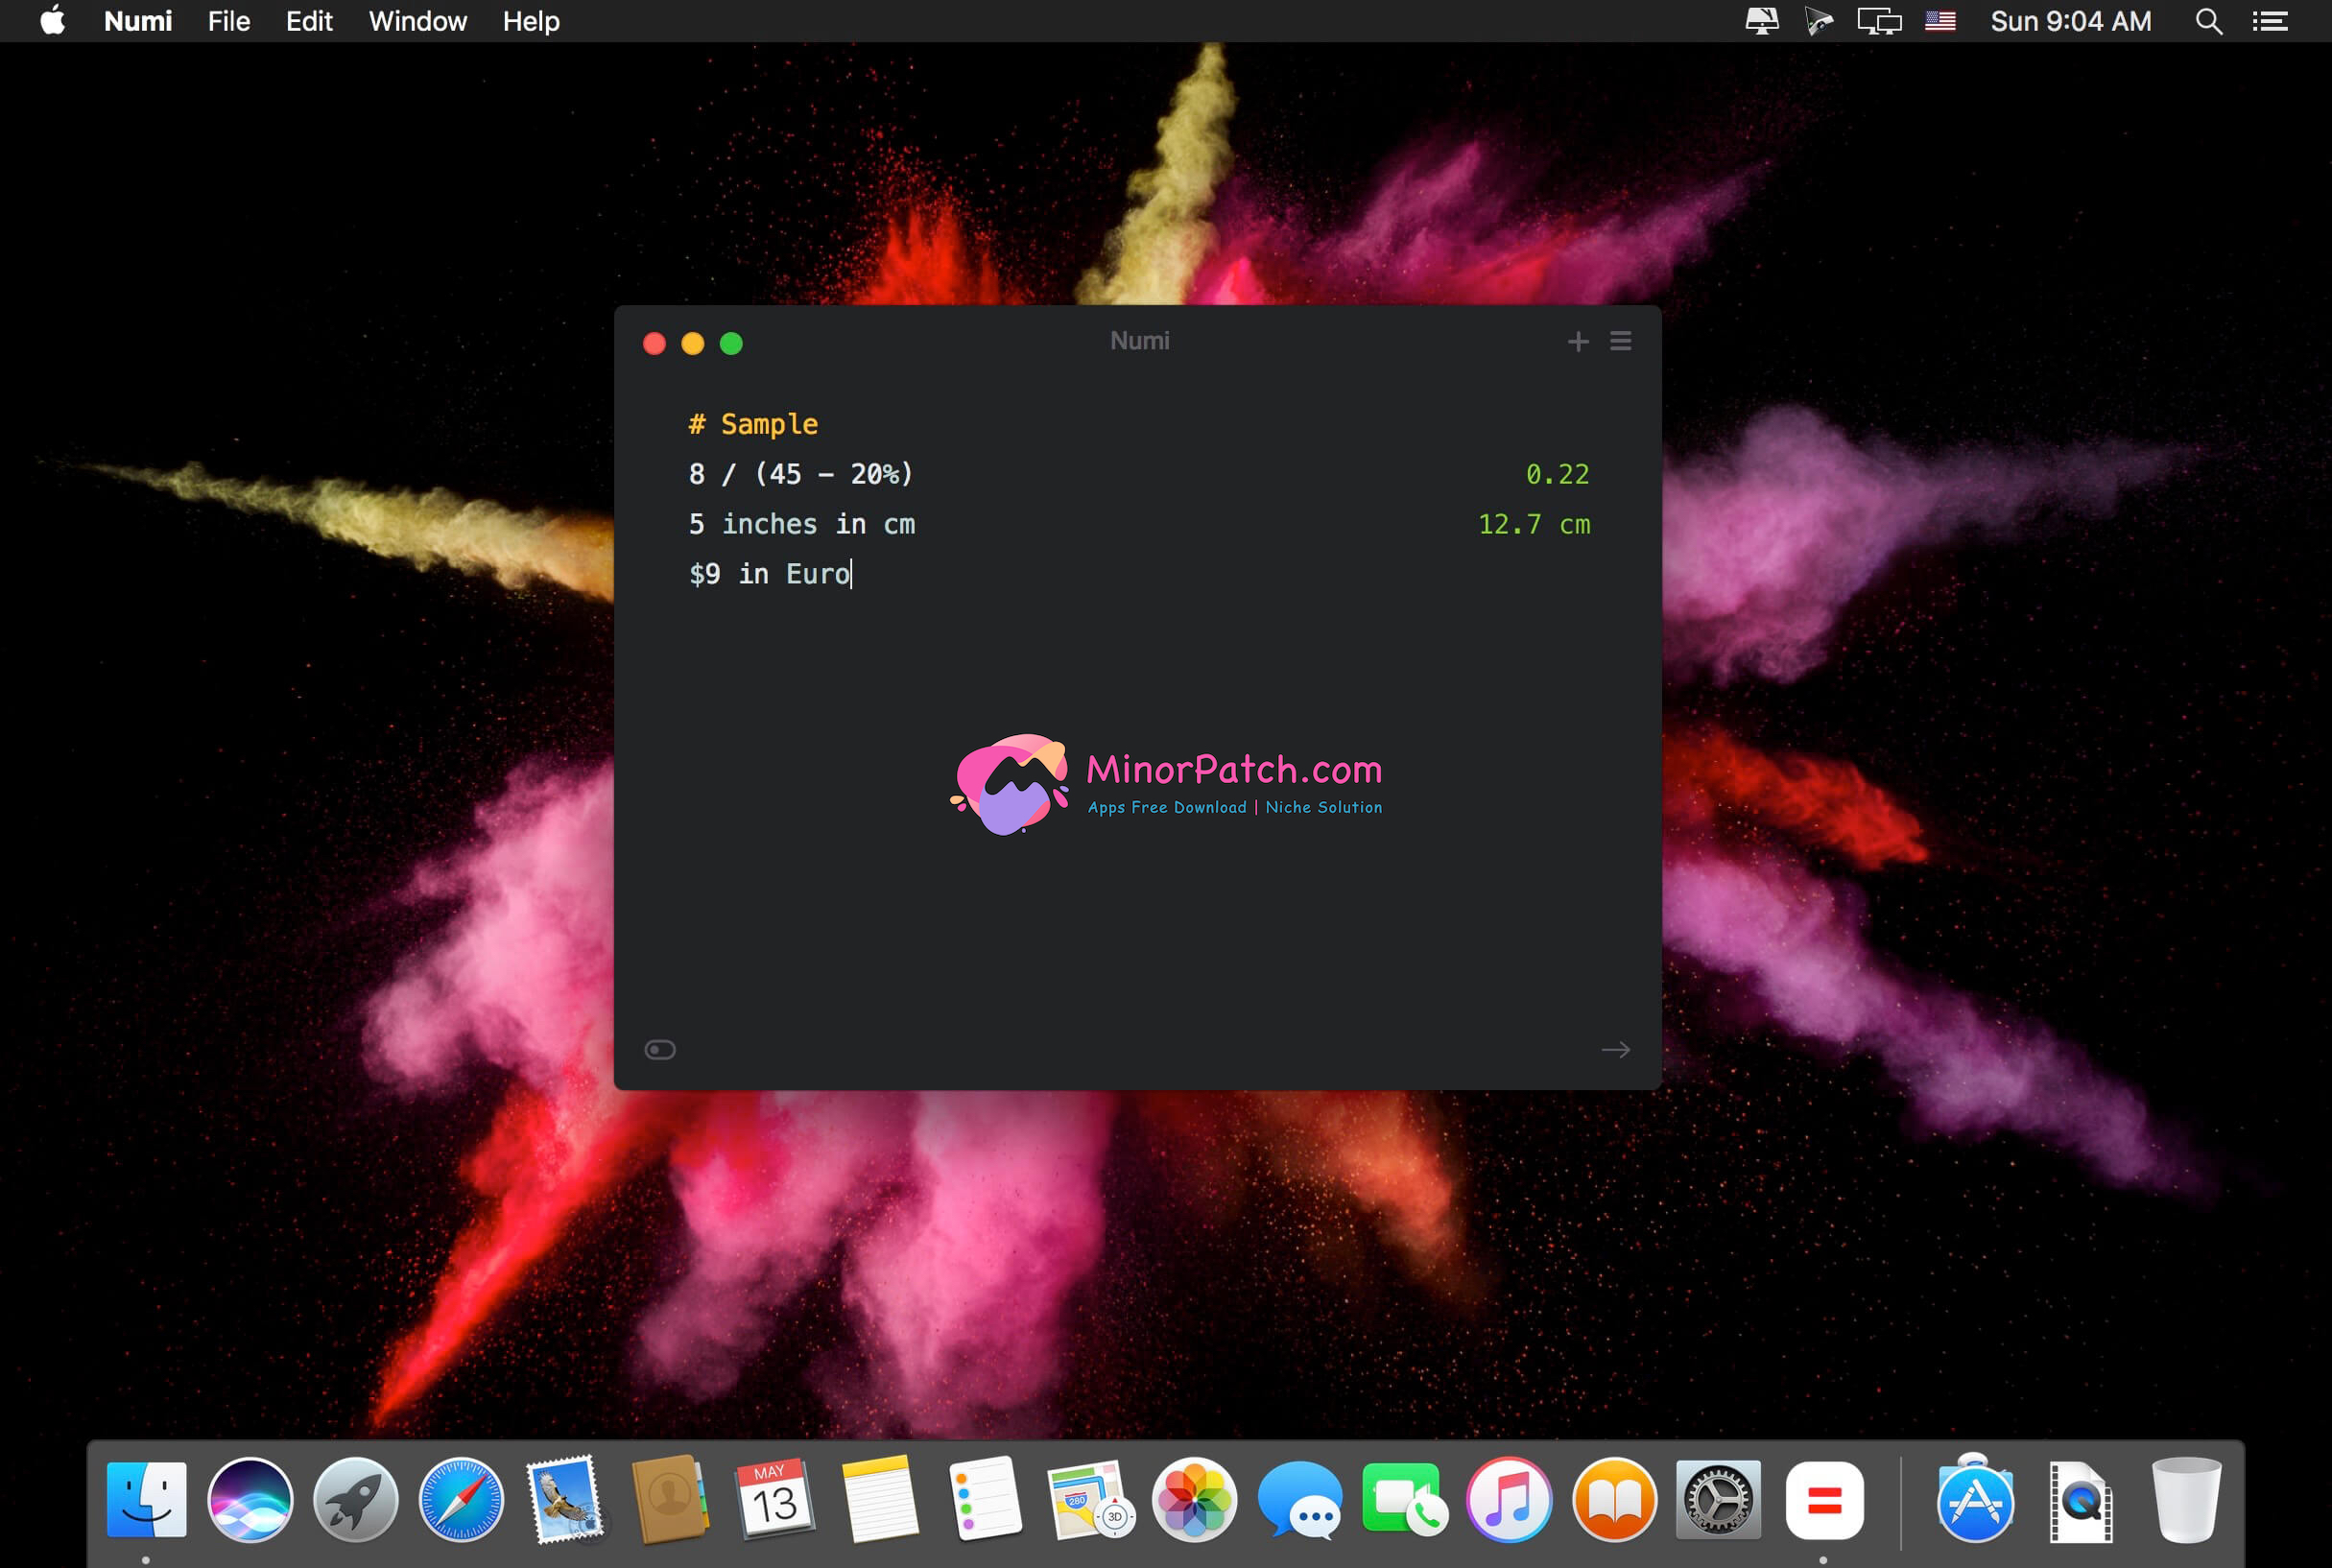 Numi File Edit Window Help Sun 9:04 AM
Numi
# Sample
8 / (45 – 20%) 0.22
5 inches in cm 12.7 cm
$9 in Euro
MinorPatch.com
Apps Free Download | Niche Solution
MAY
13
280
3D